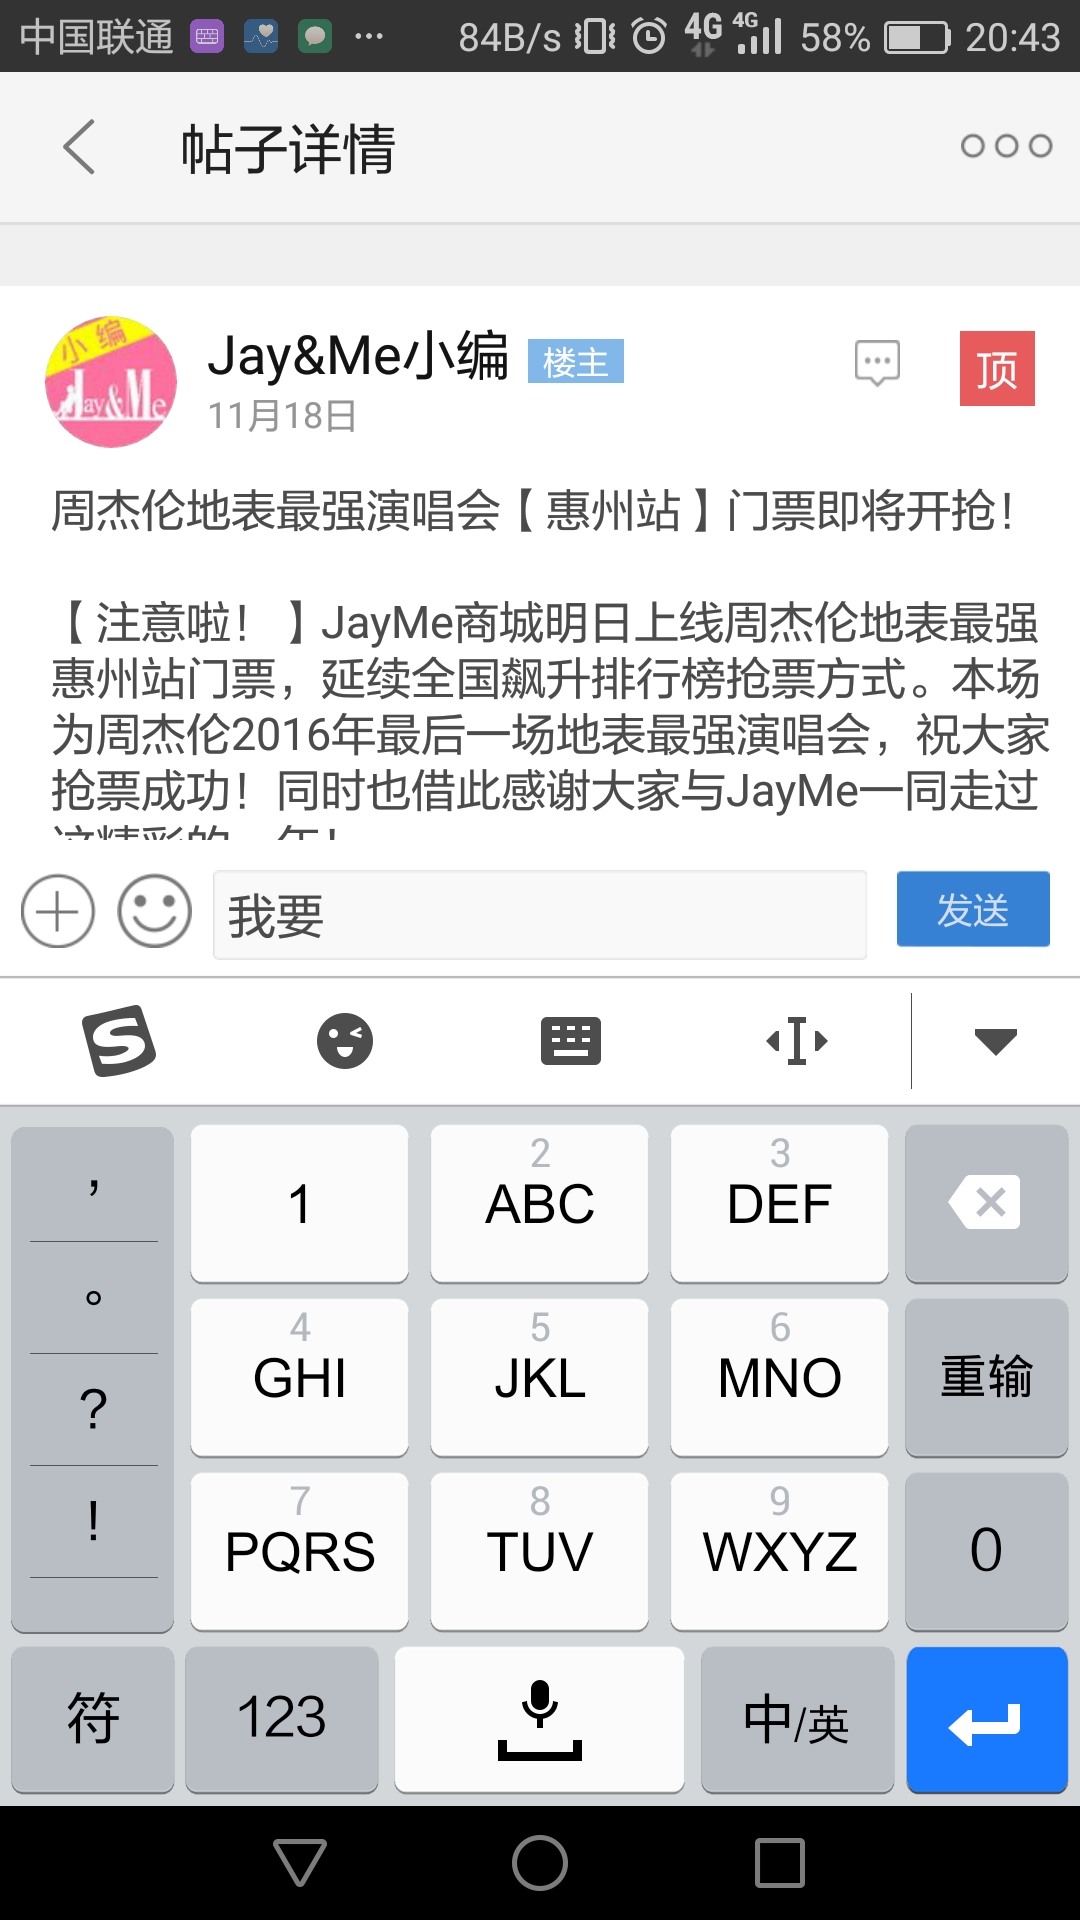 中国联通 84B/s 4G 4G 58% 20:43
帖子详情
小编
Jay&Me
Jay&Me小编 楼主 顶
11月18日
周杰伦地表最强演唱会【惠州站】门票即将开抢！
【注意啦！】JayMe商城明日上线周杰伦地表最强
惠州站门票，延续全国飙升排行榜抢票方式。本场
为周杰伦2016年最后一场地表最强演唱会，祝大家
抢票成功！同时也借此感谢大家与JayMe一同走过
这精彩的一年！
我要 发送
， 1 2 ABC 3 DEF
。 4 GHI 5 JKL 6 MNO 重输
？
！ 7 PQRS 8 TUV 9 WXYZ 0
符 123 中/英